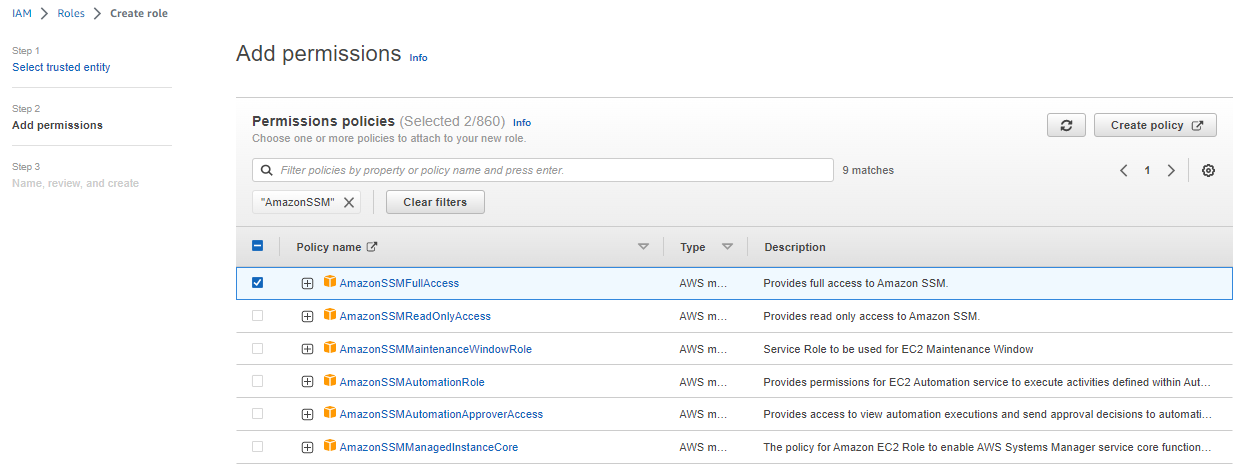 IAM > Roles > Create role
Step 1
Select trusted entity
Step 2
Add permissions
Step 3
Name, review, and create
Add permissions Info
Permissions policies (Selected 2/860) Info
Choose one or more policies to attach to your new role.
Create policy
Filter policies by property or policy name and press enter.
9 matches
1
"AmazonSSM"
Clear filters
Policy name Type Description
AmazonSSMFullAccess AWS m... Provides full access to Amazon SSM.
AmazonSSMReadOnlyAccess AWS m... Provides read only access to Amazon SSM.
AmazonSSMMaintenanceWindowRole AWS m... Service Role to be used for EC2 Maintenance Window
AmazonSSMAutomationRole AWS m... Provides permissions for EC2 Automation service to execute activities defined within Aut...
AmazonSSMAutomationApproverAccess AWS m... Provides access to view automation executions and send approval decisions to automati...
AmazonSSMManagedInstanceCore AWS m... The policy for Amazon EC2 Role to enable AWS Systems Manager service core function...